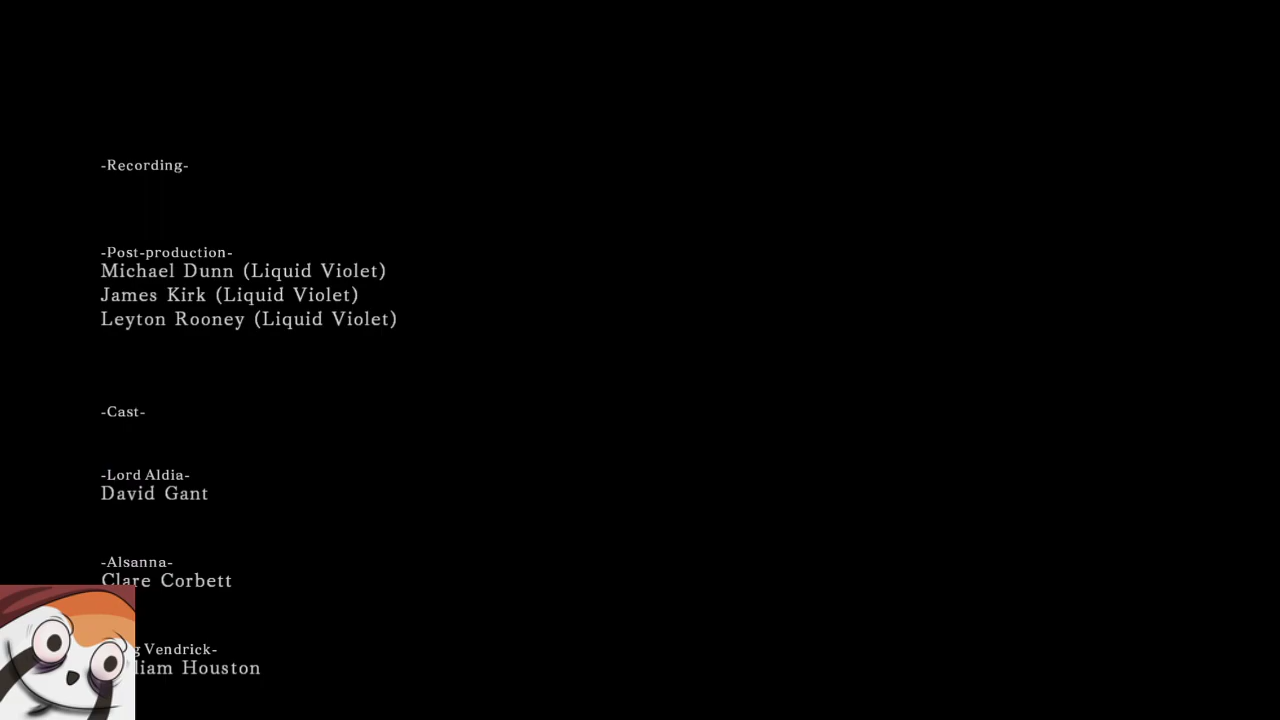 -Recording-
-Post-production-
Michael Dunn (Liquid Violet)
James Kirk (Liquid Violet)
Leyton Rooney (Liquid Violet)
-Cast-
-Lord Aldia-
David Gant
-Alsanna-
Clare Corbett
Vendrick-
Houston